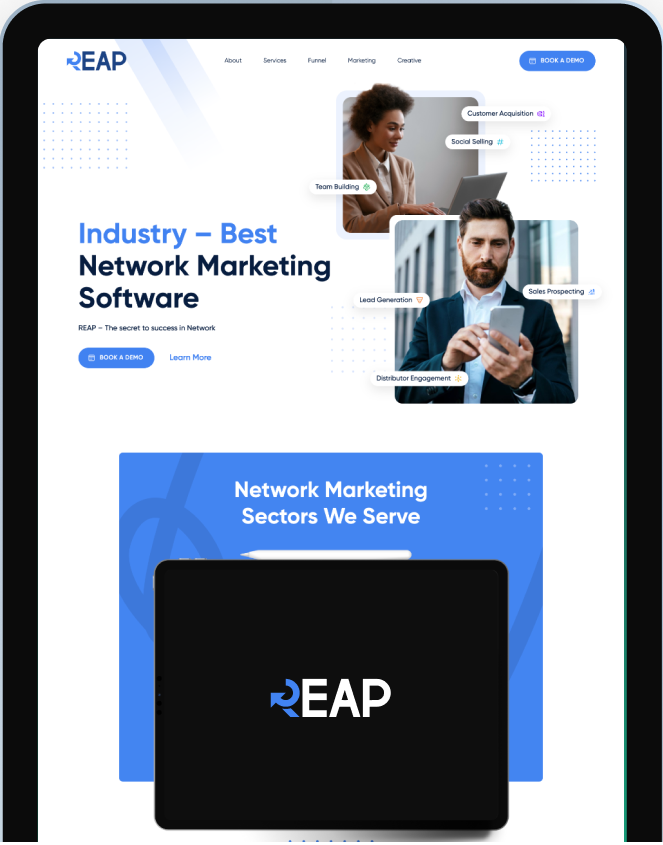 REAP
About
Services
Funnel
Marketing
Creative
BOOK A DEMO
Customer Acquisition
Social Selling
Team Building
Industry – Best
Network Marketing
Software
REAP – The secret to success in Network
BOOK A DEMO
Learn More
Sales Prospecting
Lead Generation
Distributor Engagement
Network Marketing
Sectors We Serve
REAP